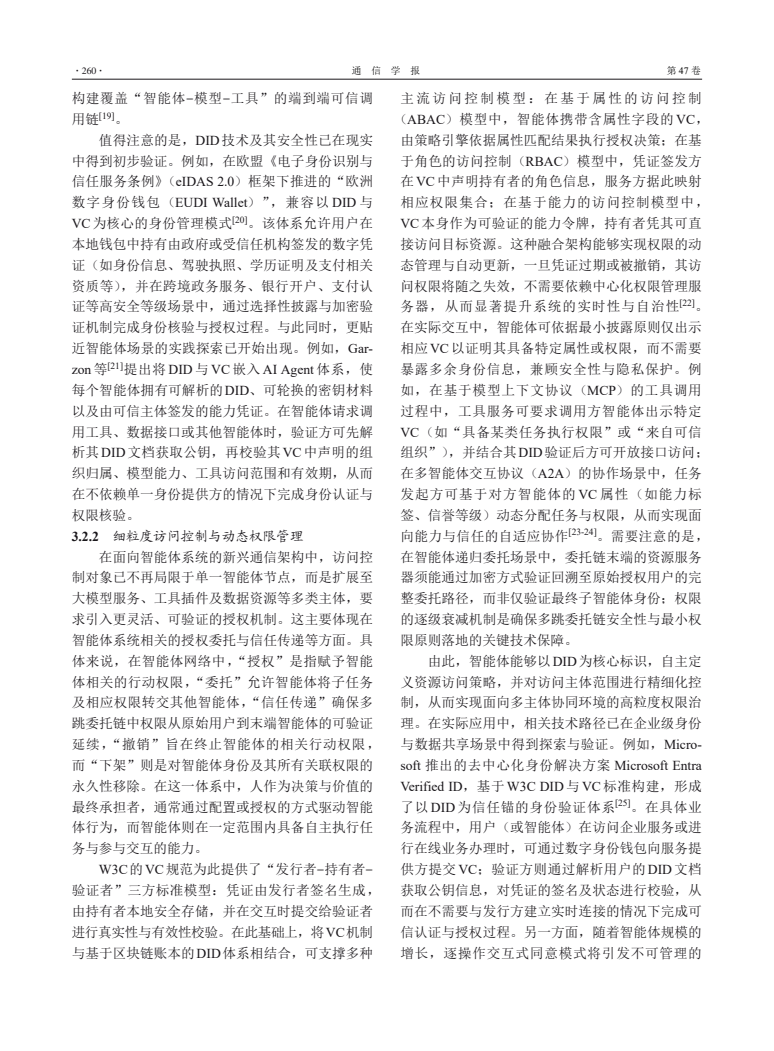 ·260·
通 信 学 报
第 47 卷
构建覆盖“智能体−模型−工具”的端到端可信调
用链[19]。
值得注意的是，DID技术及其安全性已在现实
中得到初步验证。例如，在欧盟《电子身份识别与
信任服务条例》（eIDAS 2.0）框架下推进的“欧洲
数字身份钱包（EUDI Wallet）”，兼容以 DID 与
VC为核心的身份管理模式[20]。该体系允许用户在
本地钱包中持有由政府或受信任机构签发的数字凭
证（如身份信息、驾驶执照、学历证明及支付相关
资质等），并在跨境政务服务、银行开户、支付认
证等高安全等级场景中，通过选择性披露与加密验
证机制完成身份核验与授权过程。与此同时，更贴
近智能体场景的实践探索已开始出现。例如，Gar-
zon 等[21]提出将 DID 与 VC 嵌入 AI Agent 体系，使
每个智能体拥有可解析的DID、可轮换的密钥材料
以及由可信主体签发的能力凭证。在智能体请求调
用工具、数据接口或其他智能体时，验证方可先解
析其DID文档获取公钥，再校验其VC中声明的组
织归属、模型能力、工具访问范围和有效期，从而
在不依赖单一身份提供方的情况下完成身份认证与
权限核验。
3.2.2 细粒度访问控制与动态权限管理
在面向智能体系统的新兴通信架构中，访问控
制对象已不再局限于单一智能体节点，而是扩展至
大模型服务、工具插件及数据资源等多类主体，要
求引入更灵活、可验证的授权机制。这主要体现在
智能体系统相关的授权委托与信任传递等方面。具
体来说，在智能体网络中，“授权”是指赋予智能
体相关的行动权限，“委托”允许智能体将子任务
及相应权限转交其他智能体，“信任传递”确保多
跳委托链中权限从原始用户到末端智能体的可验证
延续，“撤销”旨在终止智能体的相关行动权限，
而“下架”则是对智能体身份及其所有关联权限的
永久性移除。在这一体系中，人作为决策与价值的
最终承担者，通常通过配置或授权的方式驱动智能
体行为，而智能体则在一定范围内具备自主执行任
务与参与交互的能力。
W3C的VC规范为此提供了“发行者−持有者−
验证者”三方标准模型：凭证由发行者签名生成，
由持有者本地安全存储，并在交互时提交给验证者
进行真实性与有效性校验。在此基础上，将VC机制
与基于区块链账本的DID体系相结合，可支撑多种
主流访问控制模型：在基于属性的访问控制
（ABAC）模型中，智能体携带含属性字段的VC，
由策略引擎依据属性匹配结果执行授权决策；在基
于角色的访问控制（RBAC）模型中，凭证签发方
在VC中声明持有者的角色信息，服务方据此映射
相应权限集合；在基于能力的访问控制模型中，
VC本身作为可验证的能力令牌，持有者凭其可直
接访问目标资源。这种融合架构能够实现权限的动
态管理与自动更新，一旦凭证过期或被撤销，其访
问权限将随之失效，不需要依赖中心化权限管理服
务器，从而显著提升系统的实时性与自治性[22]。
在实际交互中，智能体可依据最小披露原则仅出示
相应VC以证明其具备特定属性或权限，而不需要
暴露多余身份信息，兼顾安全性与隐私保护。例
如，在基于模型上下文协议（MCP）的工具调用
过程中，工具服务可要求调用方智能体出示特定
VC（如“具备某类任务执行权限”或“来自可信
组织”），并结合其DID验证后方可开放接口访问；
在多智能体交互协议（A2A）的协作场景中，任务
发起方可基于对方智能体的 VC 属性（如能力标
签、信誉等级）动态分配任务与权限，从而实现面
向能力与信任的自适应协作[23-24]。需要注意的是，
在智能体递归委托场景中，委托链末端的资源服务
器须能通过加密方式验证回溯至原始授权用户的完
整委托路径，而非仅验证最终子智能体身份；权限
的逐级衰减机制是确保多跳委托链安全性与最小权
限原则落地的关键技术保障。
由此，智能体能够以DID为核心标识，自主定
义资源访问策略，并对访问主体范围进行精细化控
制，从而实现面向多主体协同环境的高粒度权限治
理。在实际应用中，相关技术路径已在企业级身份
与数据共享场景中得到探索与验证。例如，Micro-
soft 推出的去中心化身份解决方案 Microsoft Entra
Verified ID，基于W3C DID与VC标准构建，形成
了以DID为信任锚的身份验证体系[25]。在具体业
务流程中，用户（或智能体）在访问企业服务或进
行在线业务办理时，可通过数字身份钱包向服务提
供方提交VC；验证方则通过解析用户的DID文档
获取公钥信息，对凭证的签名及状态进行校验，从
而在不需要与发行方建立实时连接的情况下完成可
信认证与授权过程。另一方面，随着智能体规模的
增长，逐操作交互式同意模式将引发不可管理的